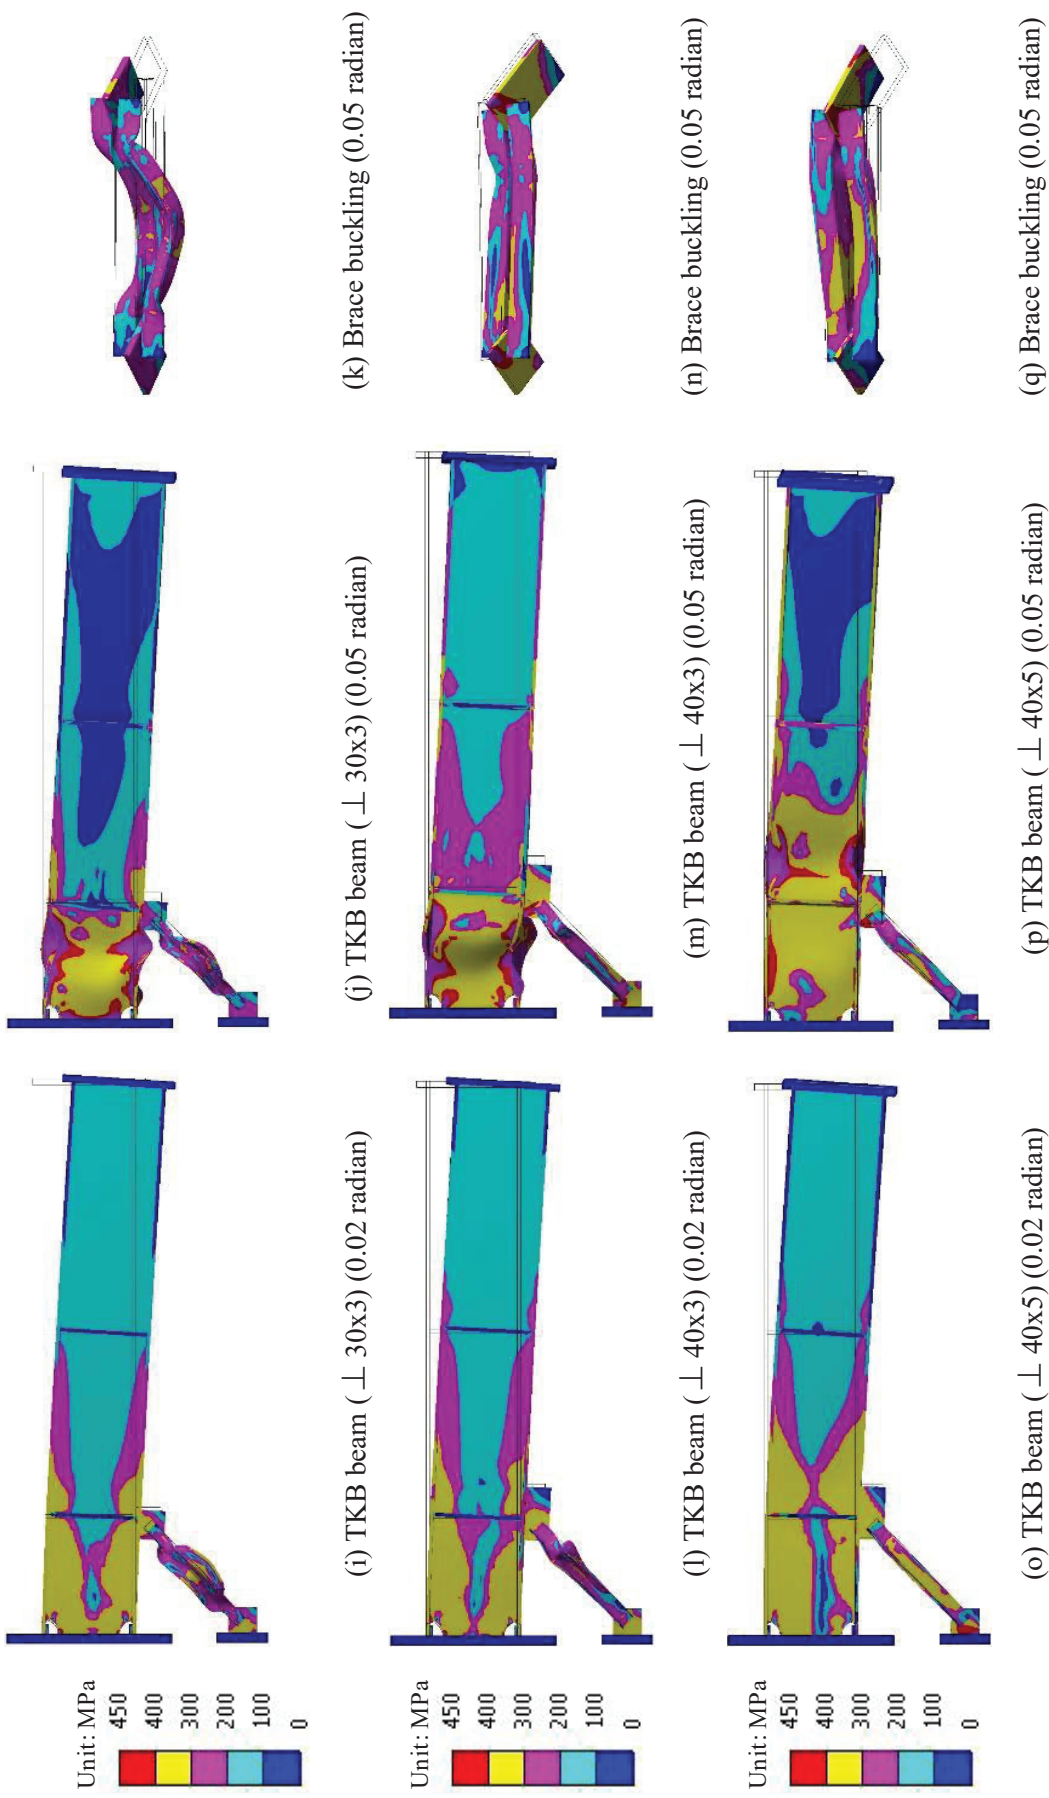 Unit: MPa
450
400
300
200
100
0
(i) TKB beam (⊥ 30x3) (0.02 radian)
(j) TKB beam (⊥ 30x3) (0.05 radian)
(k) Brace buckling (0.05 radian)
Unit: MPa
450
400
300
200
100
0
(l) TKB beam (⊥ 40x3) (0.02 radian)
(m) TKB beam (⊥ 40x3) (0.05 radian)
(n) Brace buckling (0.05 radian)
Unit: MPa
450
400
300
200
100
0
(o) TKB beam (⊥ 40x5) (0.02 radian)
(p) TKB beam (⊥ 40x5) (0.05 radian)
(q) Brace buckling (0.05 radian)